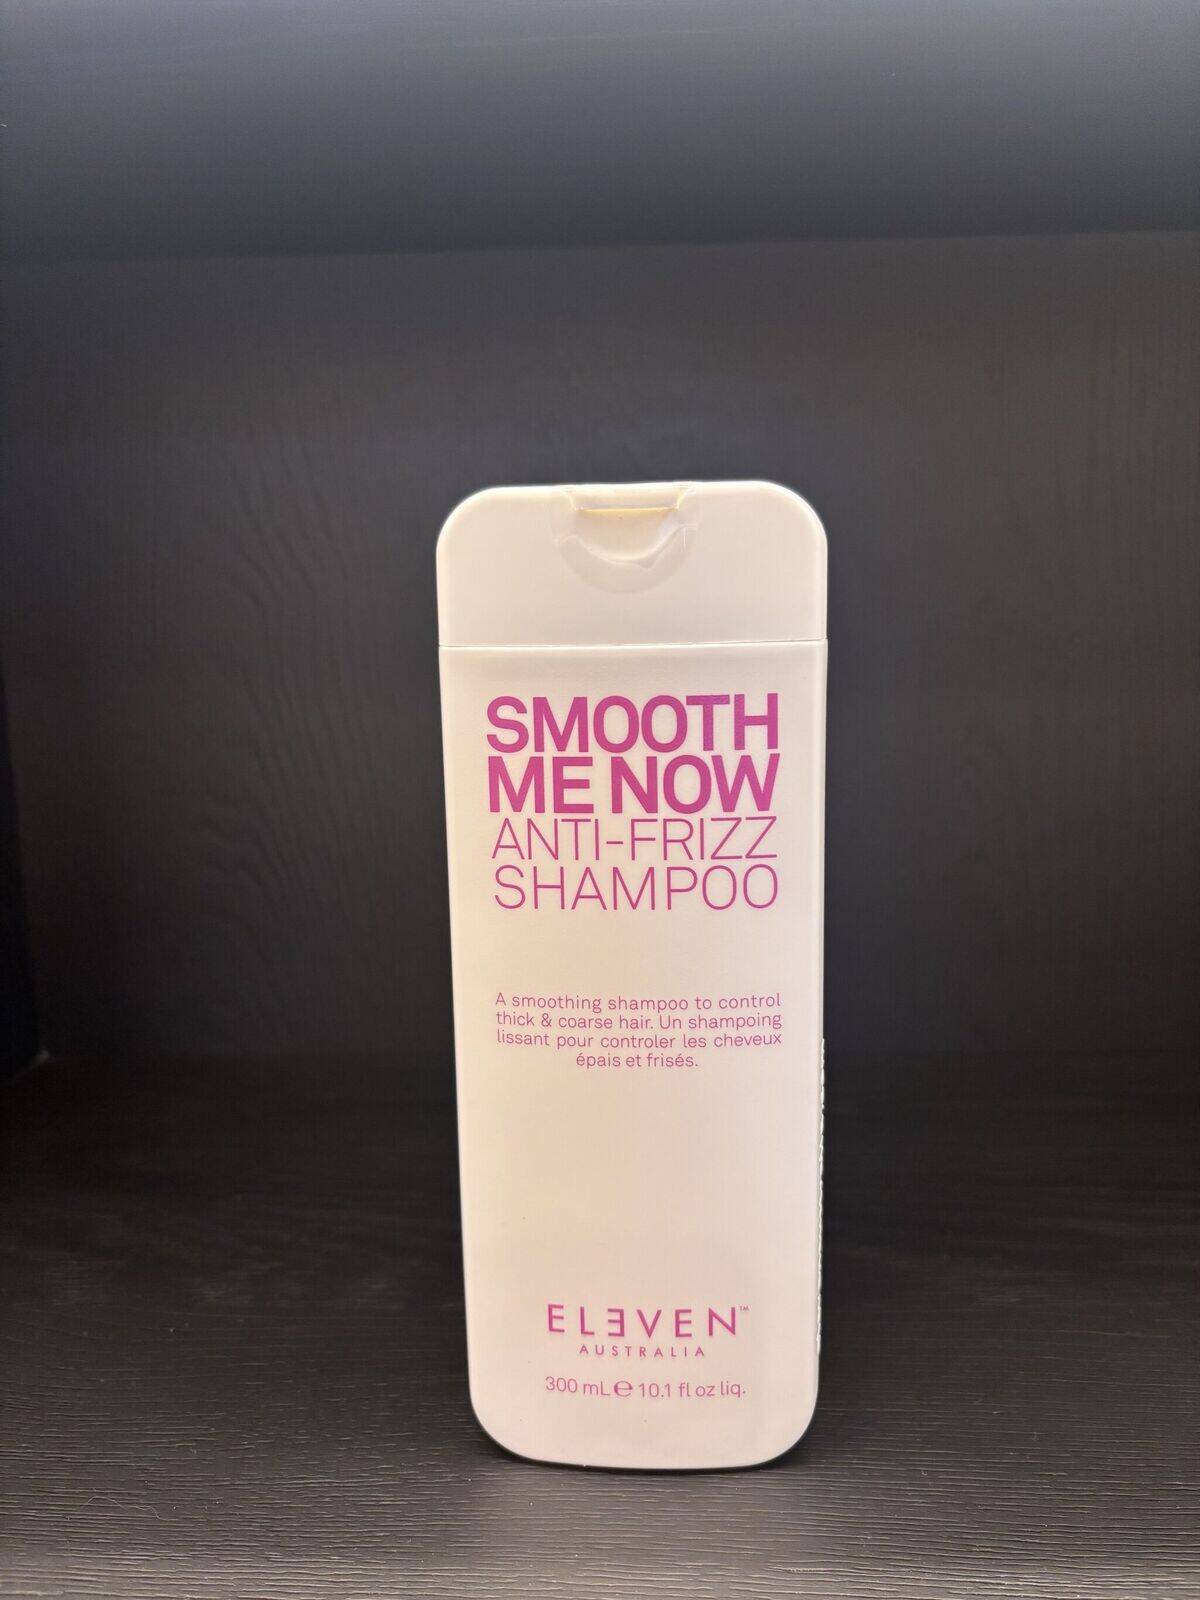 SMOOTH
ME NOW
ANTI-FRIZZ
SHAMPOO
A smoothing shampoo to control
thick & coarse hair. Un shampoing
lissant pour controler les cheveux
épais et frisés.
ELEVEN™
AUSTRALIA
300 mL ℮ 10.1 fl oz liq.